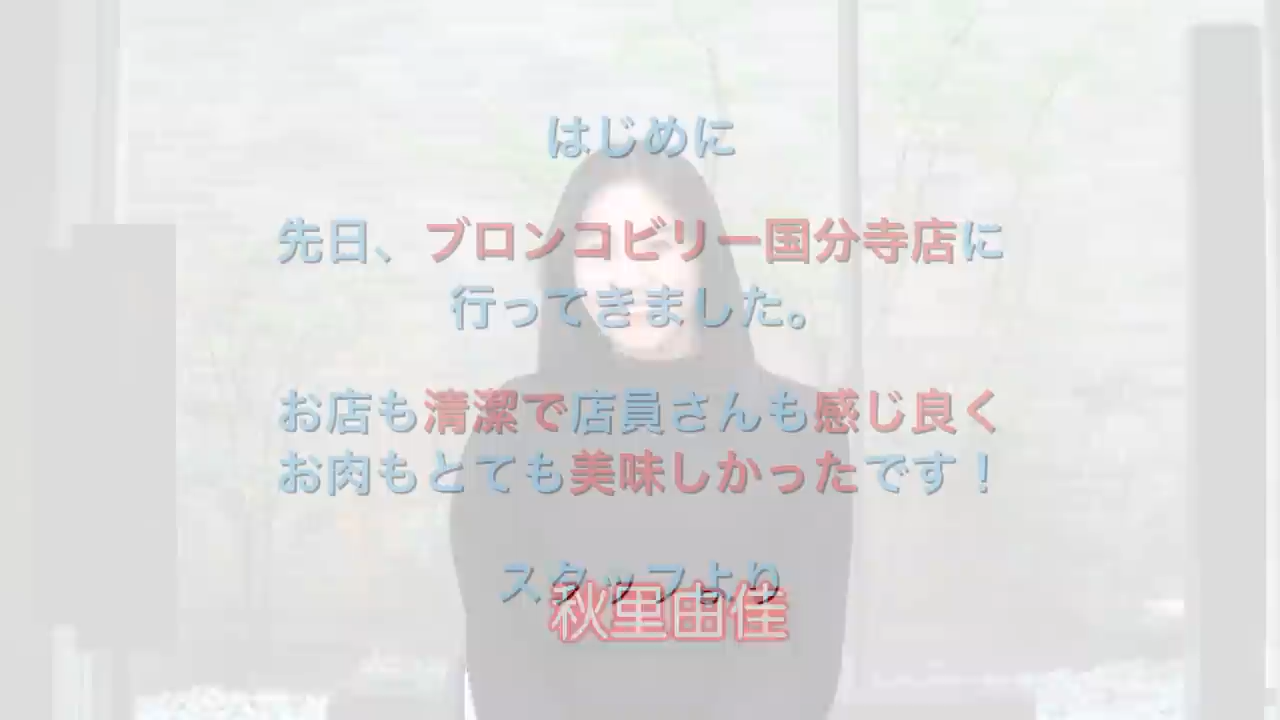 はじめに
先日、ブロンコビリー国分寺店に
行ってきました。
お店も清潔で店員さんも感じ良く
お肉もとても美味しかったです！
スタッフより
秋里由佳